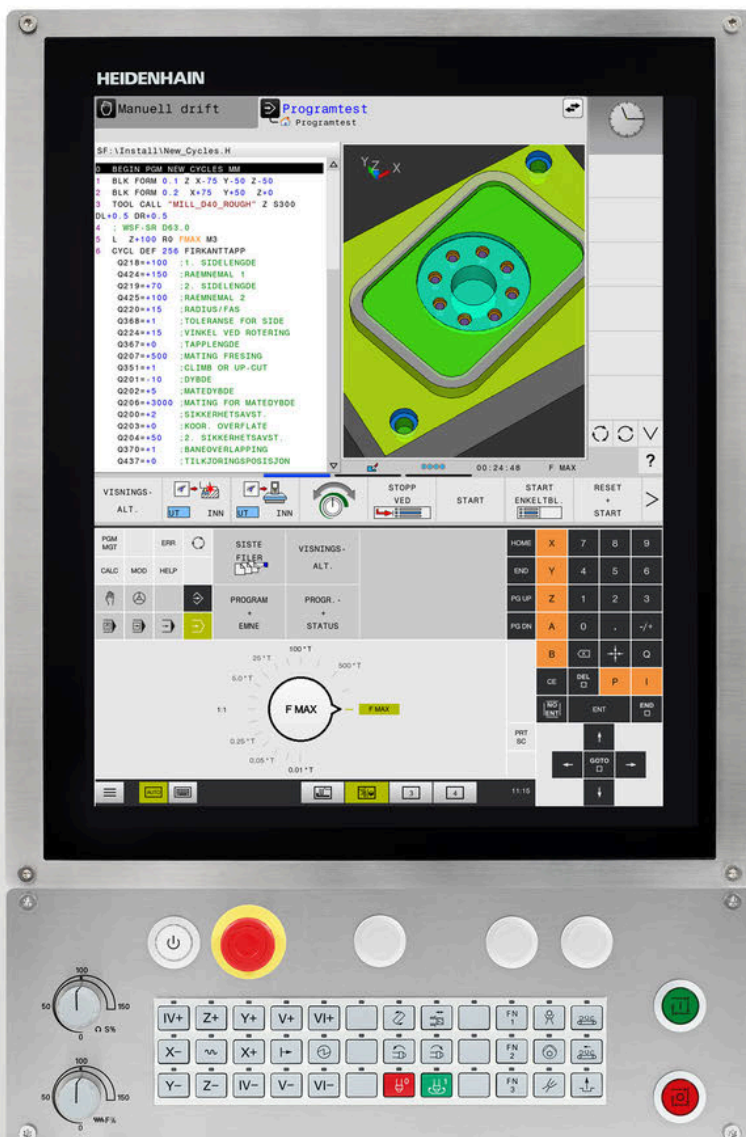 HEIDENHAIN
Manuell drift
Programtest
Programtest
SF:\Install\New_Cycles.H
0 BEGIN PGM NEW_CYCLES MM
1 BLK FORM 0.1 Z X-75 Y-50 Z-50
2 BLK FORM 0.2 X+75 Y+50 Z+0
3 TOOL CALL "MILL_D40_ROUGH" Z S300
DL+0.5 DR+0.5
4 ; WSF-SR D63.0
5 L Z+100 R0 FMAX M3
6 CYCL DEF 256 FIRKANTTAPP
Q218=+100 ;1. SIDELENGDE
Q424=+150 ;RAEMNEMAL 1
Q219=+70 ;2. SIDELENGDE
Q425=+100 ;RAEMNEMAL 2
Q220=+15 ;RADIUS/FAS
Q368=+1 ;TOLERANSE FOR SIDE
Q224=+15 ;VINKEL VED ROTERING
Q367=+0 ;TAPPLENGDE
Q207=+500 ;MATING FRESING
Q351=+1 ;CLIMB OR UP-CUT
Q201=-10 ;DYBDE
Q202=+5 ;MATEDYBDE
Q206=+3000 ;MATING FOR MATEDYBDE
Q200=+2 ;SIKKERHETSAVST.
Q203=+0 ;KOOR. OVERFLATE
Q204=+50 ;2. SIKKERHETSAVST.
Q370=+1 ;BANEOVERLAPPING
Q437=+0 ;TILKJORINGSPOSISJON
Y Z X
00:24:48 F MAX
?
VISNINGS-
ALT.
UT INN
UT INN
STOPP
VED
START
START
ENKELTBL.
RESET
+
START
PGM
MGT
ERR
CALC
MOD
HELP
SISTE
FILER
VISNINGS-
ALT.
PROGRAM
+
EMNE
PROGR.-
+
STATUS
HOME X 7 8 9
END Y 4 5 6
PG UP Z 1 2 3
PG DN A 0 . -/+
B Q
CE DEL P I
NO
ENT
ENT
END
PRT
SC
GOTO
100*T
25*T
500*T
5.0*T
1:1
F MAX
F MAX
0.25*T
0.05*T
0.01*T
AUTO
3
4
11:15
100
50 150
0
S%
100
50 150
0
F%
IV+ Z+ Y+ V+ VI+ FN 1
X- X+ FN 2
Y- Z- IV- V- VI- 0 1 FN 3